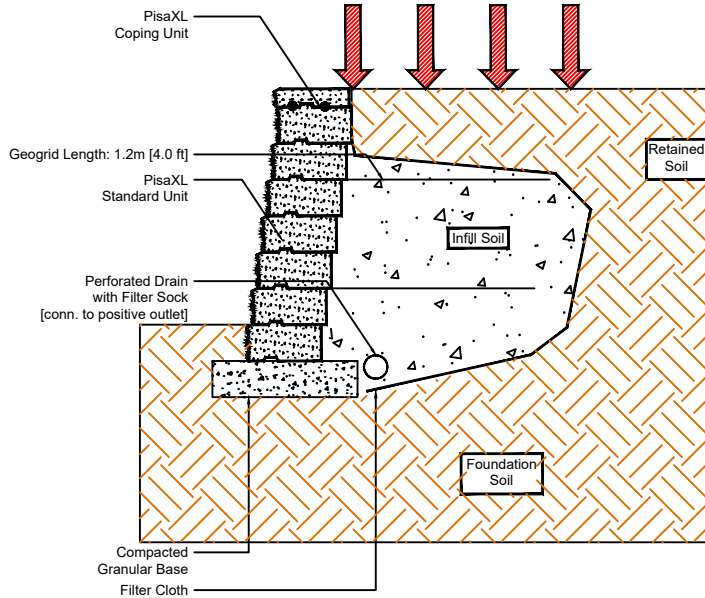 PisaXL
Coping Unit
Geogrid Length: 1.2m [4.0 ft]
Retained
Soil
PisaXL
Standard Unit
Infill Soil
Perforated Drain
with Filter Sock
[conn. to positive outlet]
Foundation
Soil
Compacted
Granular Base
Filter Cloth